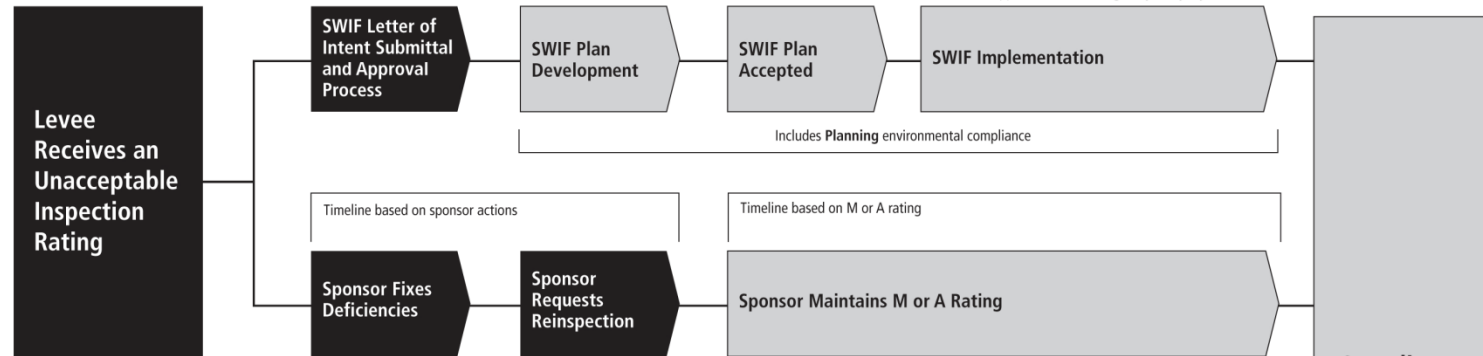 Levee
Receives an
Unacceptable
Inspection
Rating
SWIF Letter of
Intent Submittal
and Approval
Process
SWIF Plan
Development
SWIF Plan
Accepted
SWIF Implementation
Includes Planning environmental compliance
Timeline based on sponsor actions
Timeline based on M or A rating
Sponsor Fixes
Deficiencies
Sponsor
Requests
Reinspection
Sponsor Maintains M or A Rating